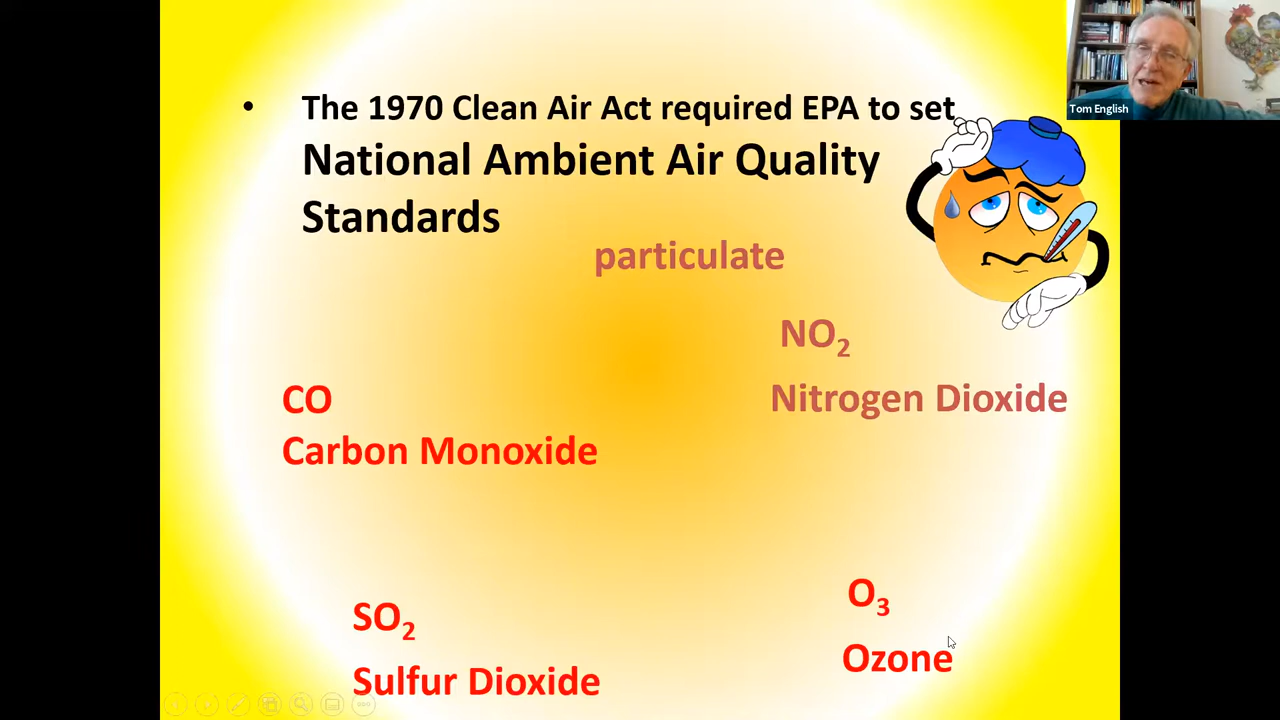 • The 1970 Clean Air Act required EPA to set
National Ambient Air Quality
Standards
particulate
NO₂
Nitrogen Dioxide
CO
Carbon Monoxide
SO₂
Sulfur Dioxide
O₃
Ozone
Tom English